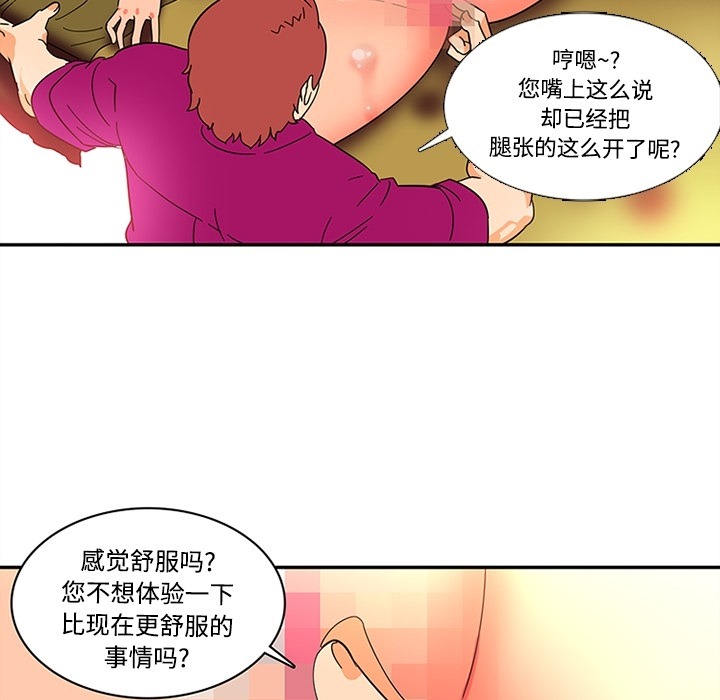 哼嗯~?
您嘴上这么说
却已经把
腿张的这么开了呢?
感觉舒服吗?
您不想体验一下
比现在更舒服的
事情吗?